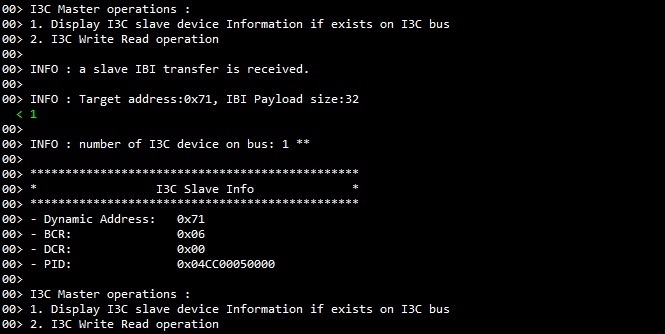 00> I3C Master operations :
00> 1. Display I3C slave device Information if exists on I3C bus
00> 2. I3C Write Read operation
00>
00> INFO : a slave IBI transfer is received.
00>
00> INFO : Target address:0x71, IBI Payload size:32
< 1
00>
00> INFO : number of I3C device on bus: 1 **
00>
00> ***********************************************
00> *                 I3C Slave Info              *
00> ***********************************************
00> - Dynamic Address:   0x71
00> - BCR:               0x06
00> - DCR:               0x00
00> - PID:               0x04CC00050000
00>
00> I3C Master operations :
00> 1. Display I3C slave device Information if exists on I3C bus
00> 2. I3C Write Read operation